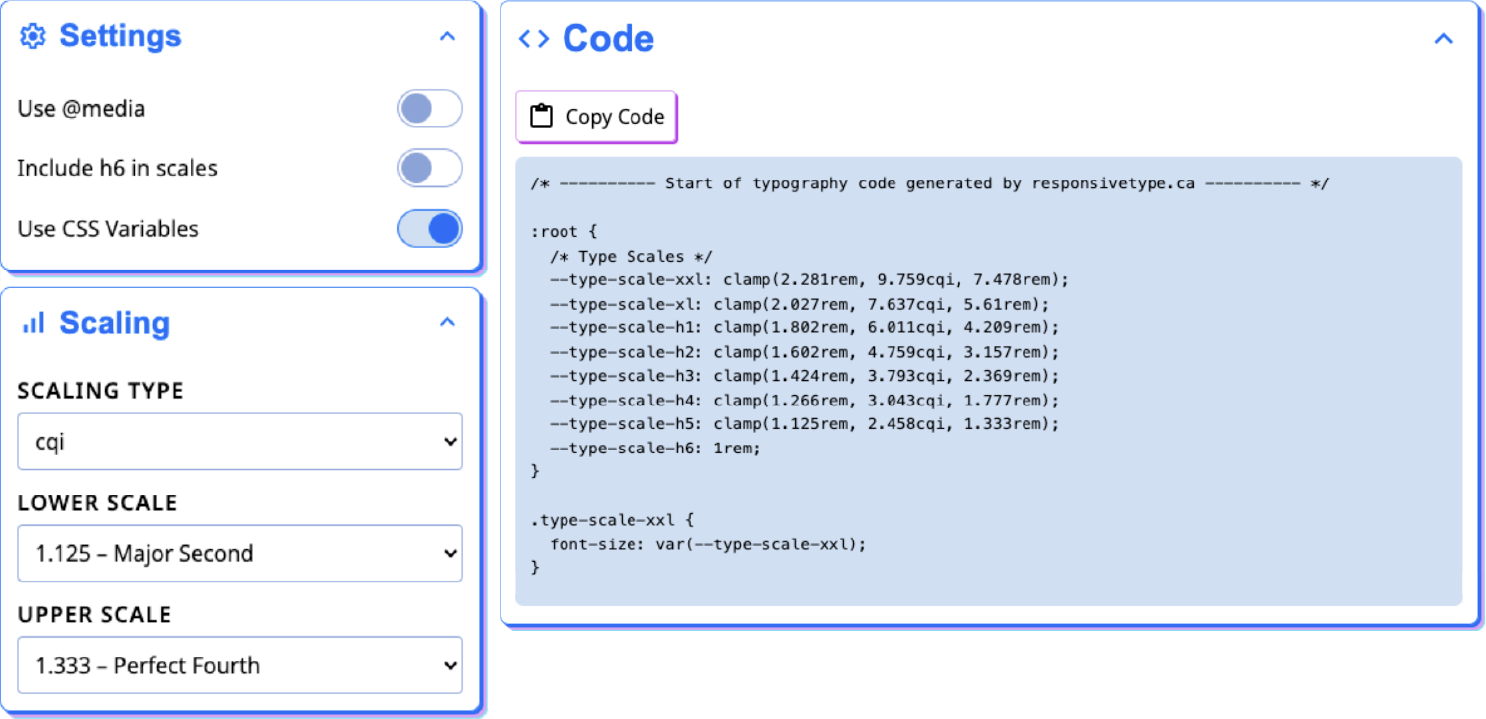 Settings
Use @media
Include h6 in scales
Use CSS Variables
Scaling
SCALING TYPE
cqi
LOWER SCALE
1.125 – Major Second
UPPER SCALE
1.333 – Perfect Fourth
<> Code
Copy Code
/* ---------- Start of typography code generated by responsivetype.ca ---------- */
:root {
/* Type Scales */
--type-scale-xxl: clamp(2.281rem, 9.759cqi, 7.478rem);
--type-scale-xl: clamp(2.027rem, 7.637cqi, 5.61rem);
--type-scale-h1: clamp(1.802rem, 6.011cqi, 4.209rem);
--type-scale-h2: clamp(1.602rem, 4.759cqi, 3.157rem);
--type-scale-h3: clamp(1.424rem, 3.793cqi, 2.369rem);
--type-scale-h4: clamp(1.266rem, 3.043cqi, 1.777rem);
--type-scale-h5: clamp(1.125rem, 2.458cqi, 1.333rem);
--type-scale-h6: 1rem;
}
.type-scale-xxl {
font-size: var(--type-scale-xxl);
}